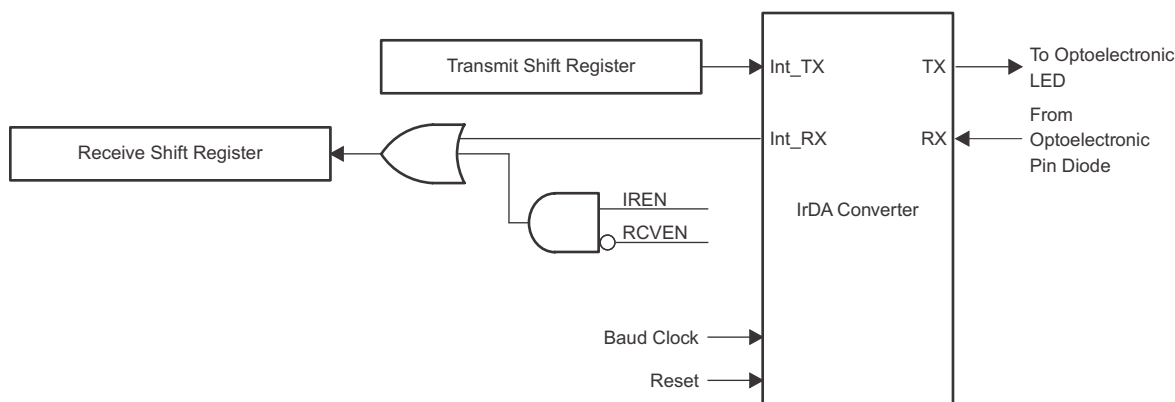 Transmit Shift Register
Int_TX
TX
To Optoelectronic
LED
Receive Shift Register
Int_RX
RX
From
Optoelectronic
Pin Diode
IREN
RCVEN
IrDA Converter
Baud Clock
Reset